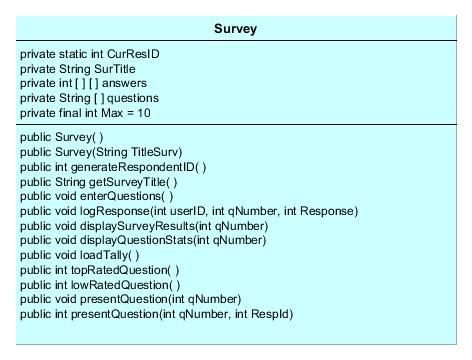 Survey
private static int CurResID
private String SurTitle
private int [ ] [ ] answers
private String [ ] questions
private final int Max = 10
public Survey( )
public Survey(String TitleSurv)
public int generateRespondentID( )
public String getSurveyTitle( )
public void enterQuestions( )
public void logResponse(int userID, int qNumber, int Response)
public void displaySurveyResults(int qNumber)
public void displayQuestionStats(int qNumber)
public void loadTally( )
public int topRatedQuestion( )
public int lowRatedQuestion( )
public void presentQuestion(int qNumber)
public int presentQuestion(int qNumber, int RespId)